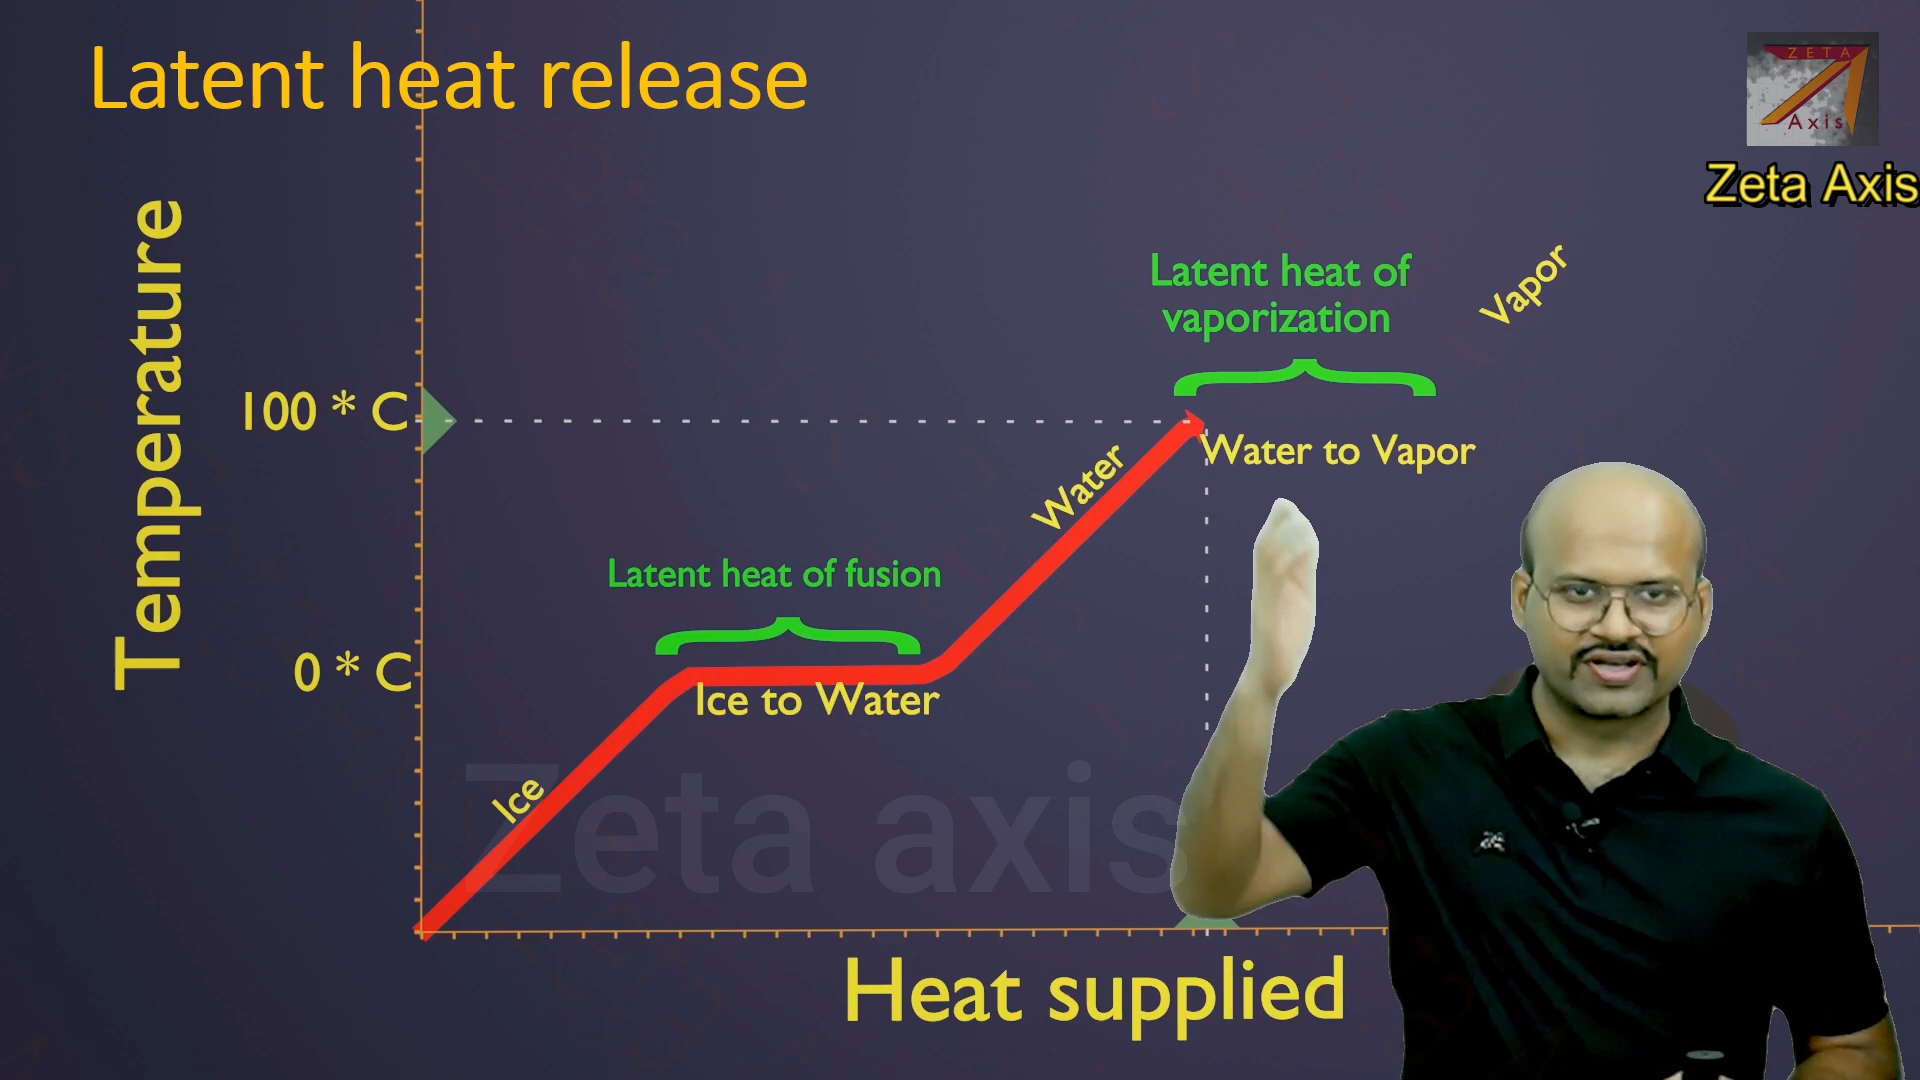 Latent heat release
ZETA
Axis
Zeta Axis
Temperature
Latent heat of
vaporization
Vapor
100 * C
Water to Vapor
Water
Latent heat of fusion
0 * C
Ice to Water
Ice
Zeta axis
Heat supplied